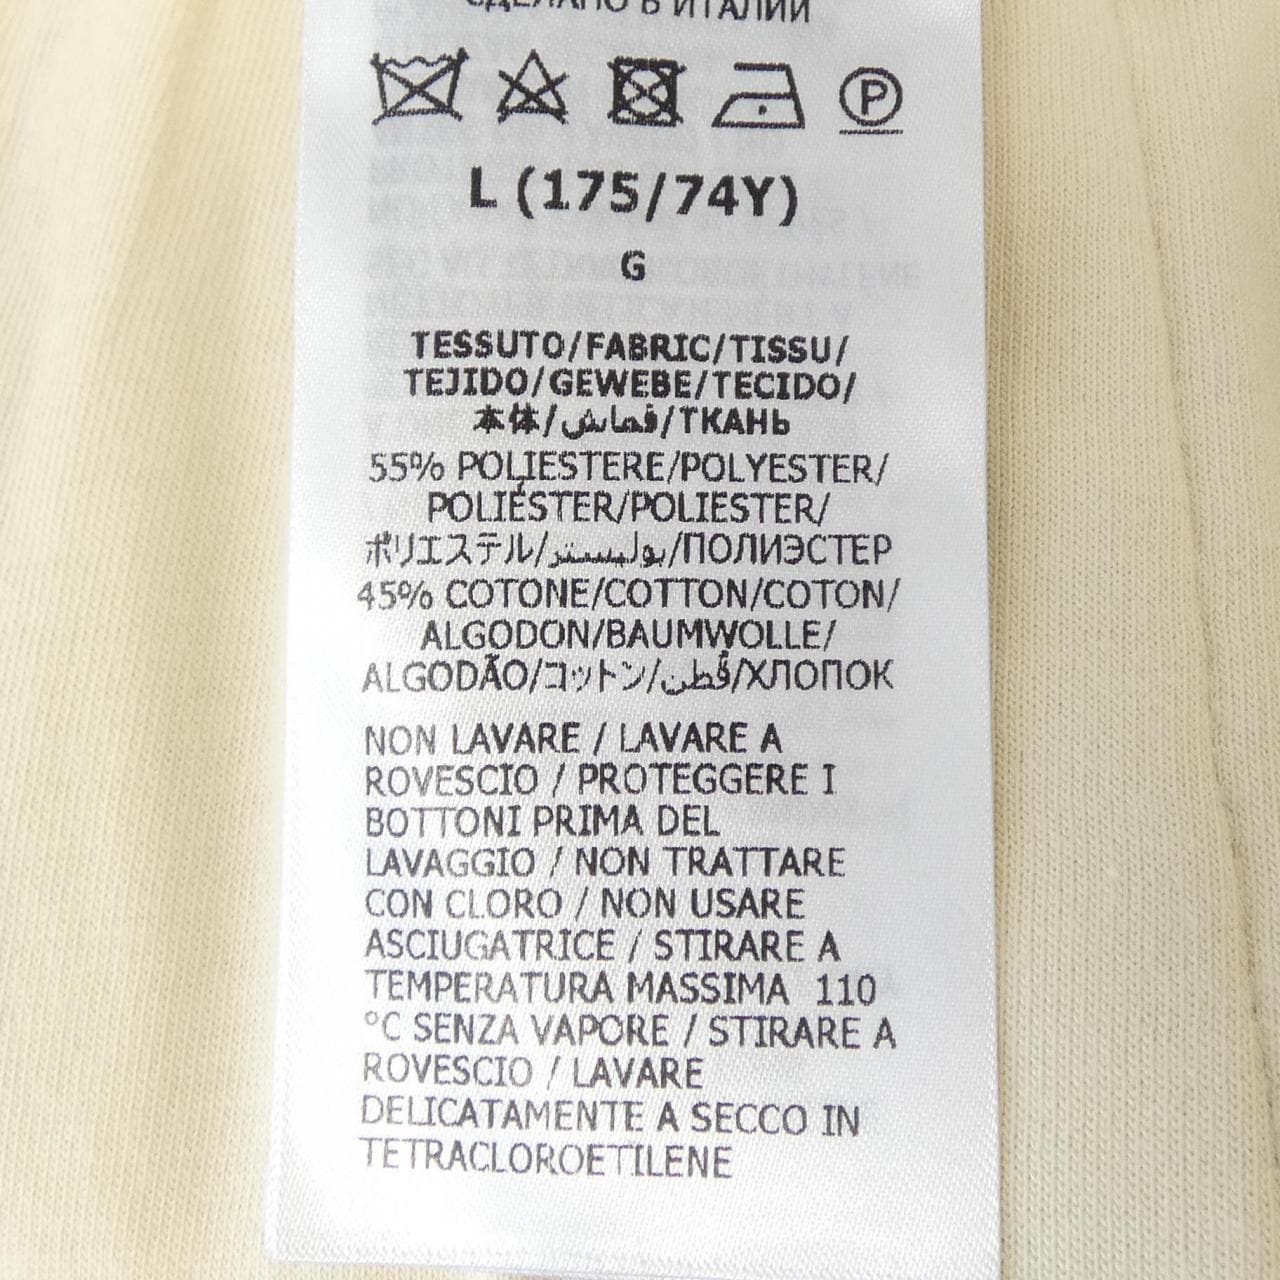 СДЕЛАНО В ИТАЛИИ
L (175/74Y)
G
TESSUTO/FABRIC/TISSU/
TEJIDO/GEWEBE/TECIDO/
本体/قماش/ТКАНЬ
55% POLIESTERE/POLYESTER/
POLIÉSTER/POLIESTER/
ポリエステル/بوليستر/ПОЛИЭСТЕР
45% COTONE/COTTON/COTON/
ALGODON/BAUMWOLLE/
ALGODÃO/コットン/قطن/ХЛОПОК
NON LAVARE / LAVARE A
ROVESCIO / PROTEGGERE I
BOTTONI PRIMA DEL
LAVAGGIO / NON TRATTARE
CON CLORO / NON USARE
ASCIUGATRICE / STIRARE A
TEMPERATURA MASSIMA 110
°C SENZA VAPORE / STIRARE A
ROVESCIO / LAVARE
DELICATAMENTE A SECCO IN
TETRACLOROETILENE